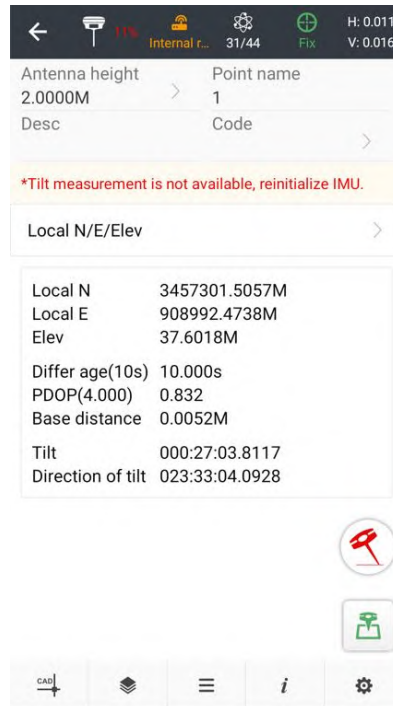 11% Internal r... 31/44 Fix H: 0.011 V: 0.016
Antenna height Point name
2.0000M 1
Desc Code
*Tilt measurement is not available, reinitialize IMU.
Local N/E/Elev
Local N 3457301.5057M
Local E 908992.4738M
Elev 37.6018M
Differ age(10s) 10.000s
PDOP(4.000) 0.832
Base distance 0.0052M
Tilt 000:27:03.8117
Direction of tilt 023:33:04.0928
CAD i